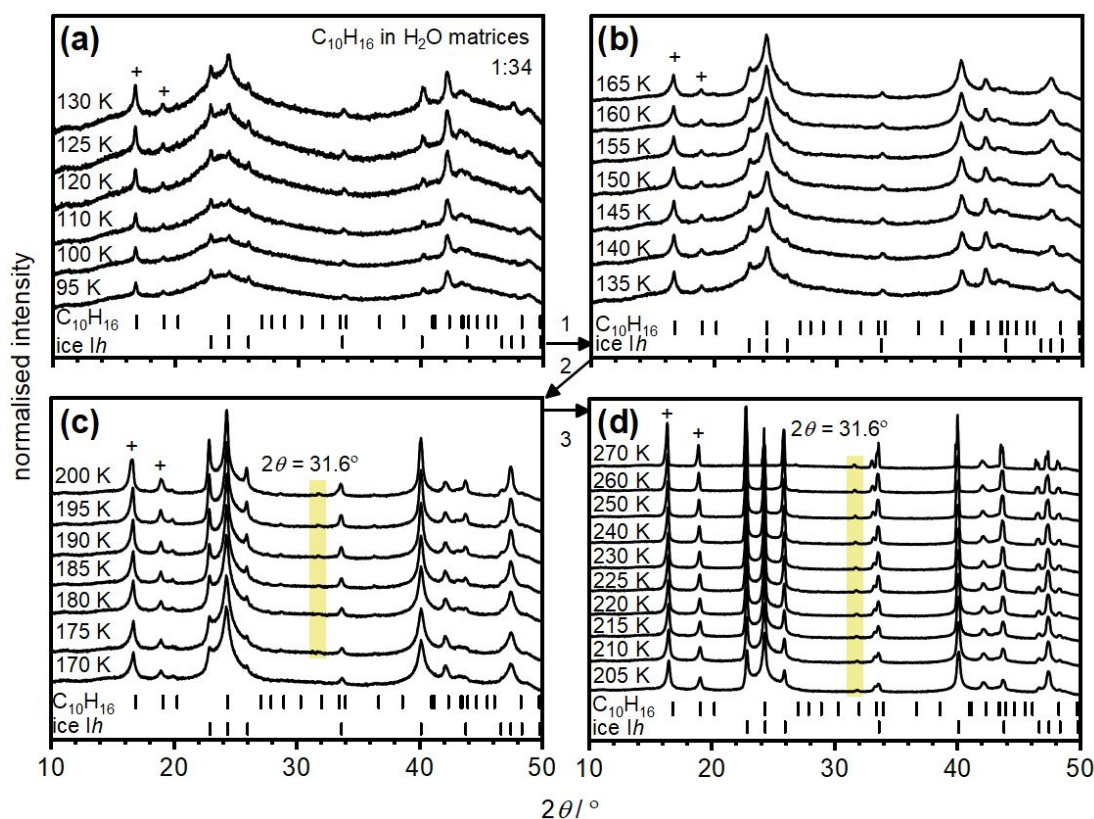 normalised intensity
(a)
C₁₀H₁₆ in H₂O matrices
1:34
+
+
130 K
125 K
120 K
110 K
100 K
95 K
C₁₀H₁₆
ice Ih
1
(b)
+
+
165 K
160 K
155 K
150 K
145 K
140 K
135 K
C₁₀H₁₆
ice Ih
2
(c)
+
+
2θ = 31.6°
200 K
195 K
190 K
185 K
180 K
175 K
170 K
C₁₀H₁₆
ice Ih
10 20 30 40 50
3
(d)
+
+
2θ = 31.6°
270 K
260 K
250 K
240 K
230 K
225 K
220 K
215 K
210 K
205 K
C₁₀H₁₆
ice Ih
10 20 30 40 50
2θ / °